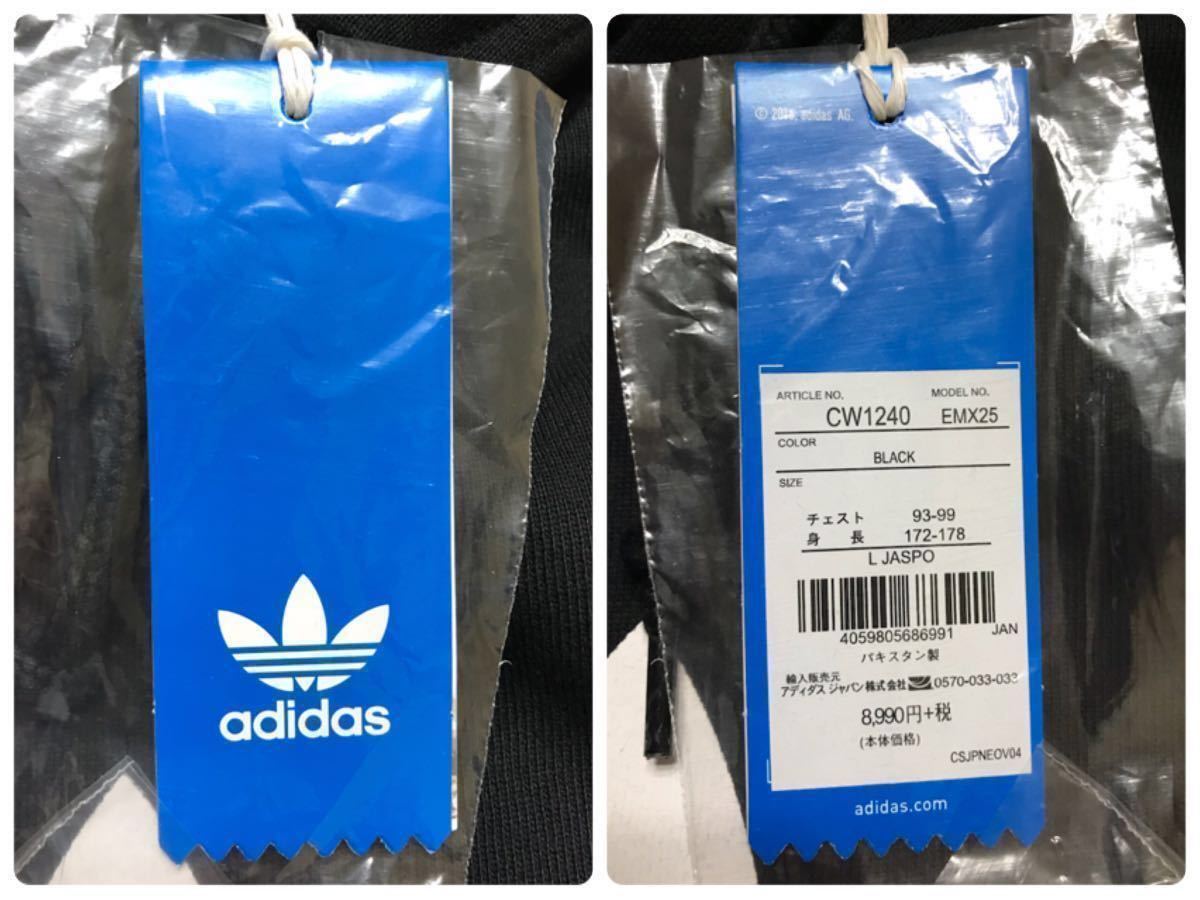 adidas
© 2018, adidas AG.
ARTICLE NO. MODEL NO.
CW1240 EMX25
COLOR
BLACK
SIZE
チェスト 93-99
身 長 172-178
L JASPO
4059805686991 JAN
パキスタン製
輸入販売元
アディダス ジャパン株式会社 0570-033-033
8,990円+税
(本体価格)
CSJPNEOV04
adidas.com